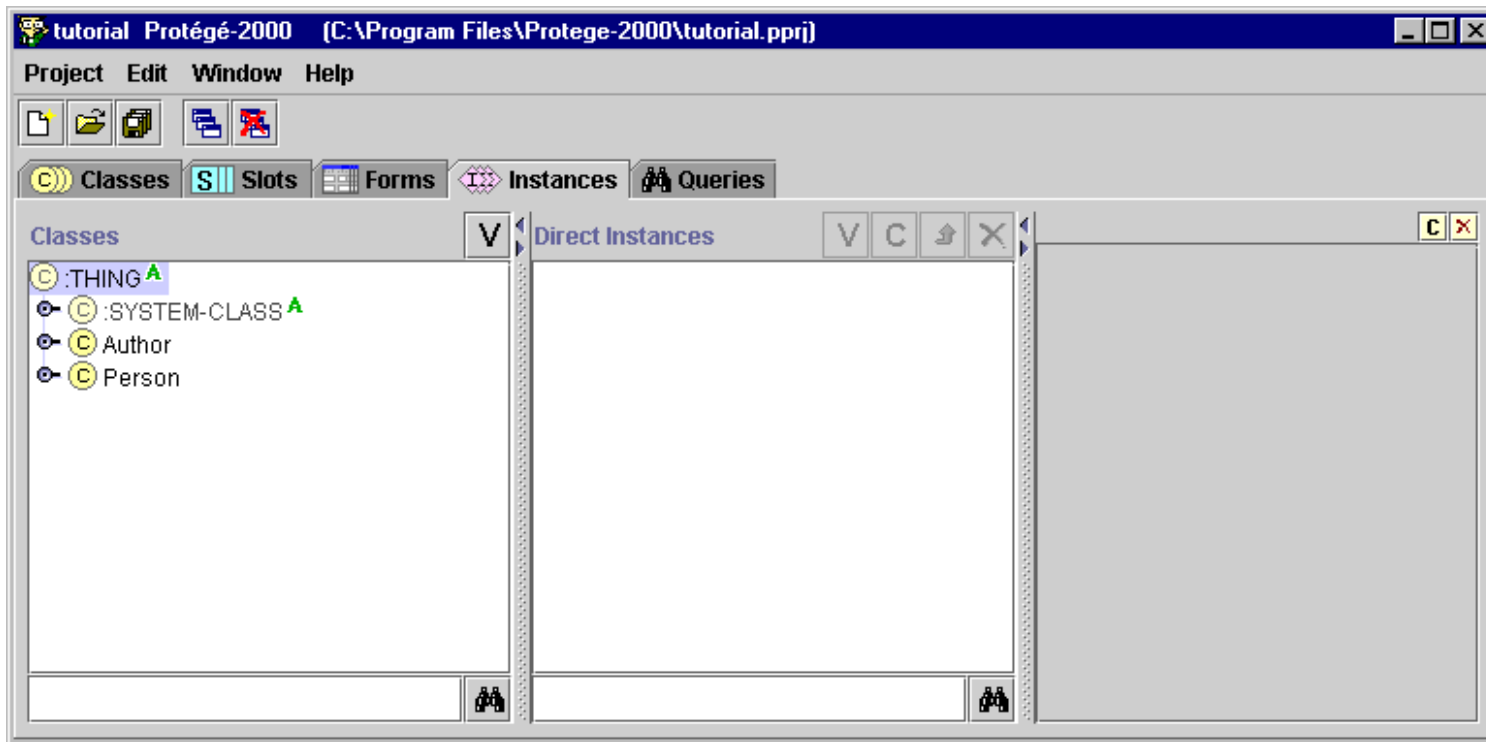 tutorial Protégé-2000 (C:\Program Files\Protege-2000\tutorial.pprj)
Project Edit Window Help
C Classes S Slots Forms I Instances Queries
Classes V Direct Instances V C C
C :THING A
C :SYSTEM-CLASS A
C Author
C Person